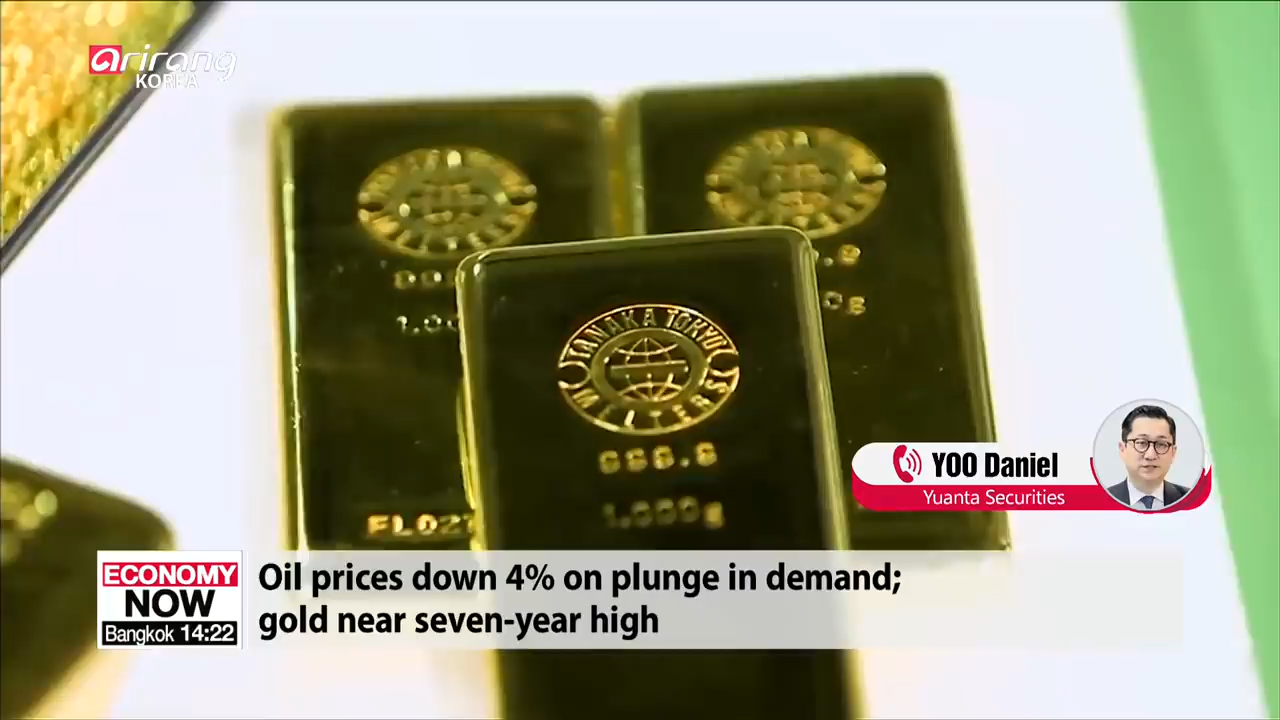 arirang
KOREA
TANAKA TOKYO
MELTERS
999.9
1,000g
YOO Daniel
Yuanta Securities
ECONOMY
NOW
Bangkok 14:22
Oil prices down 4% on plunge in demand;
gold near seven-year high